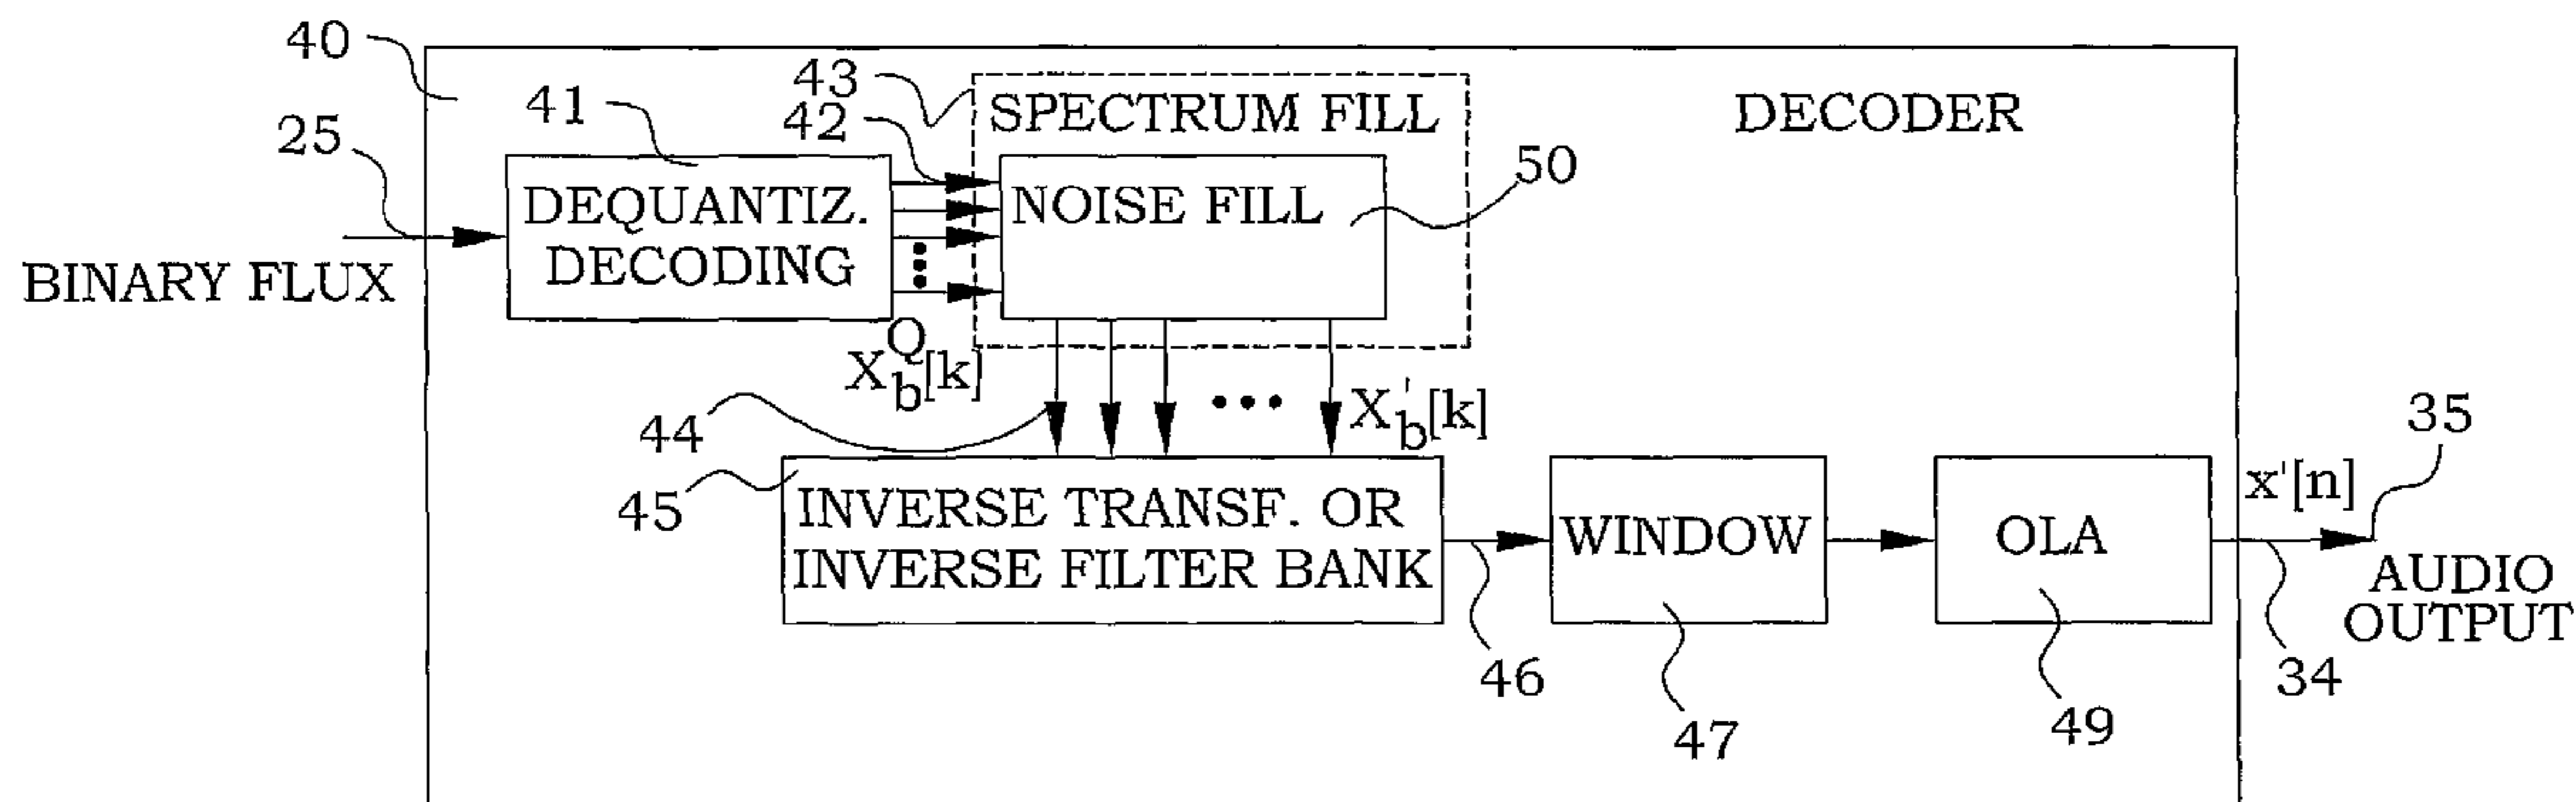 40
43
SPECTRUM FILL
DECODER
41
42
25
50
DEQUANTIZ.
DECODING
NOISE FILL
BINARY FLUX
X_b^Q[k]
44
X'_b[k]
35
45
INVERSE TRANSF. OR
INVERSE FILTER BANK
WINDOW
OLA
x'[n]
AUDIO
OUTPUT
46
47
49
34